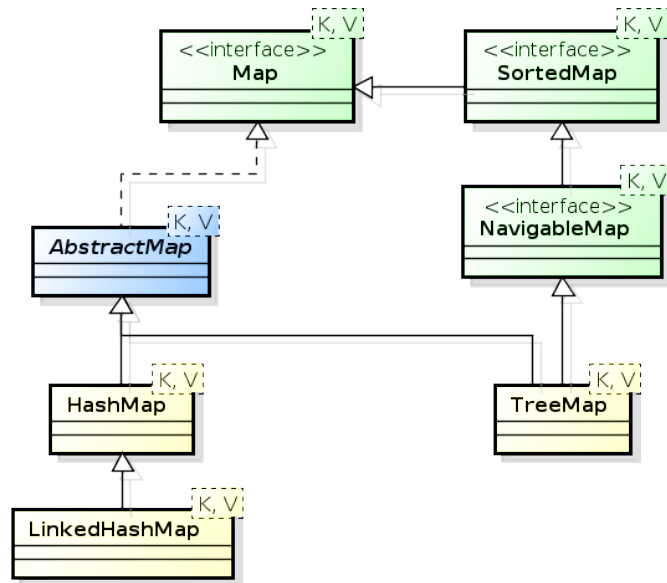 K, V
<<interface>>
Map
K, V
<<interface>>
SortedMap
K, V
<<interface>>
NavigableMap
K, V
AbstractMap
K, V
HashMap
K, V
TreeMap
K, V
LinkedHashMap